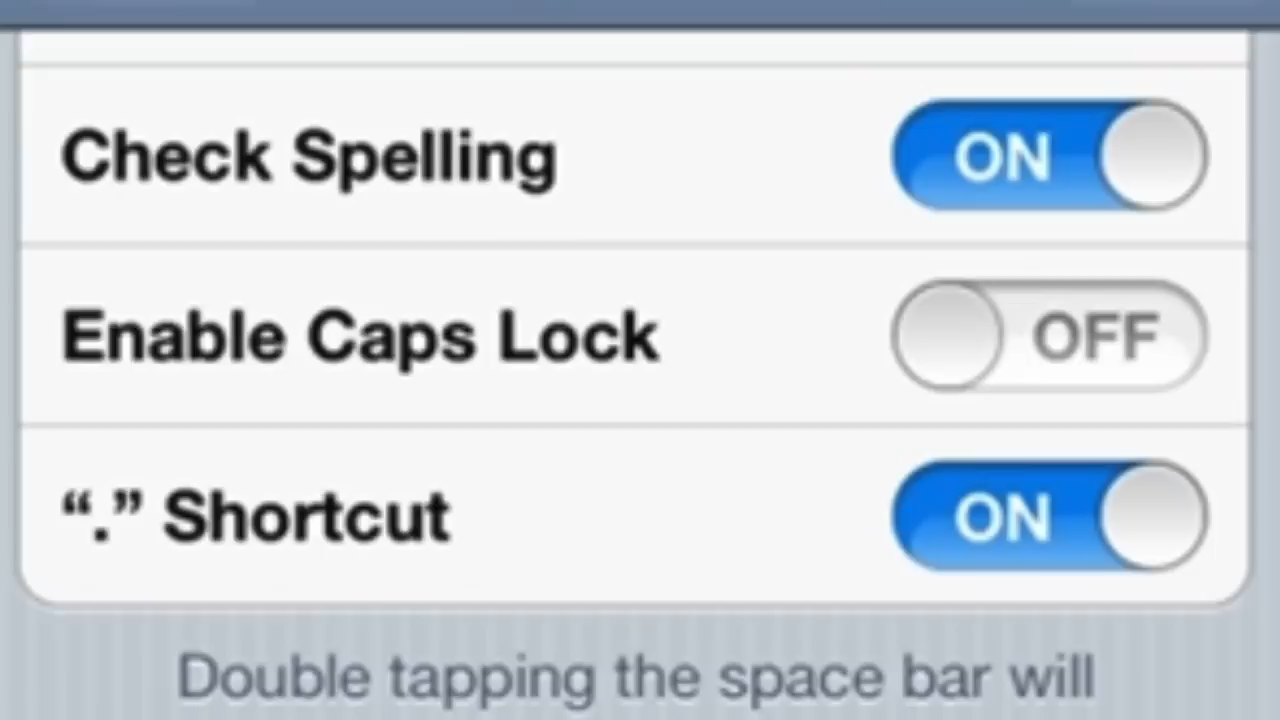 Check Spelling ON
Enable Caps Lock OFF
“.” Shortcut ON
Double tapping the space bar will